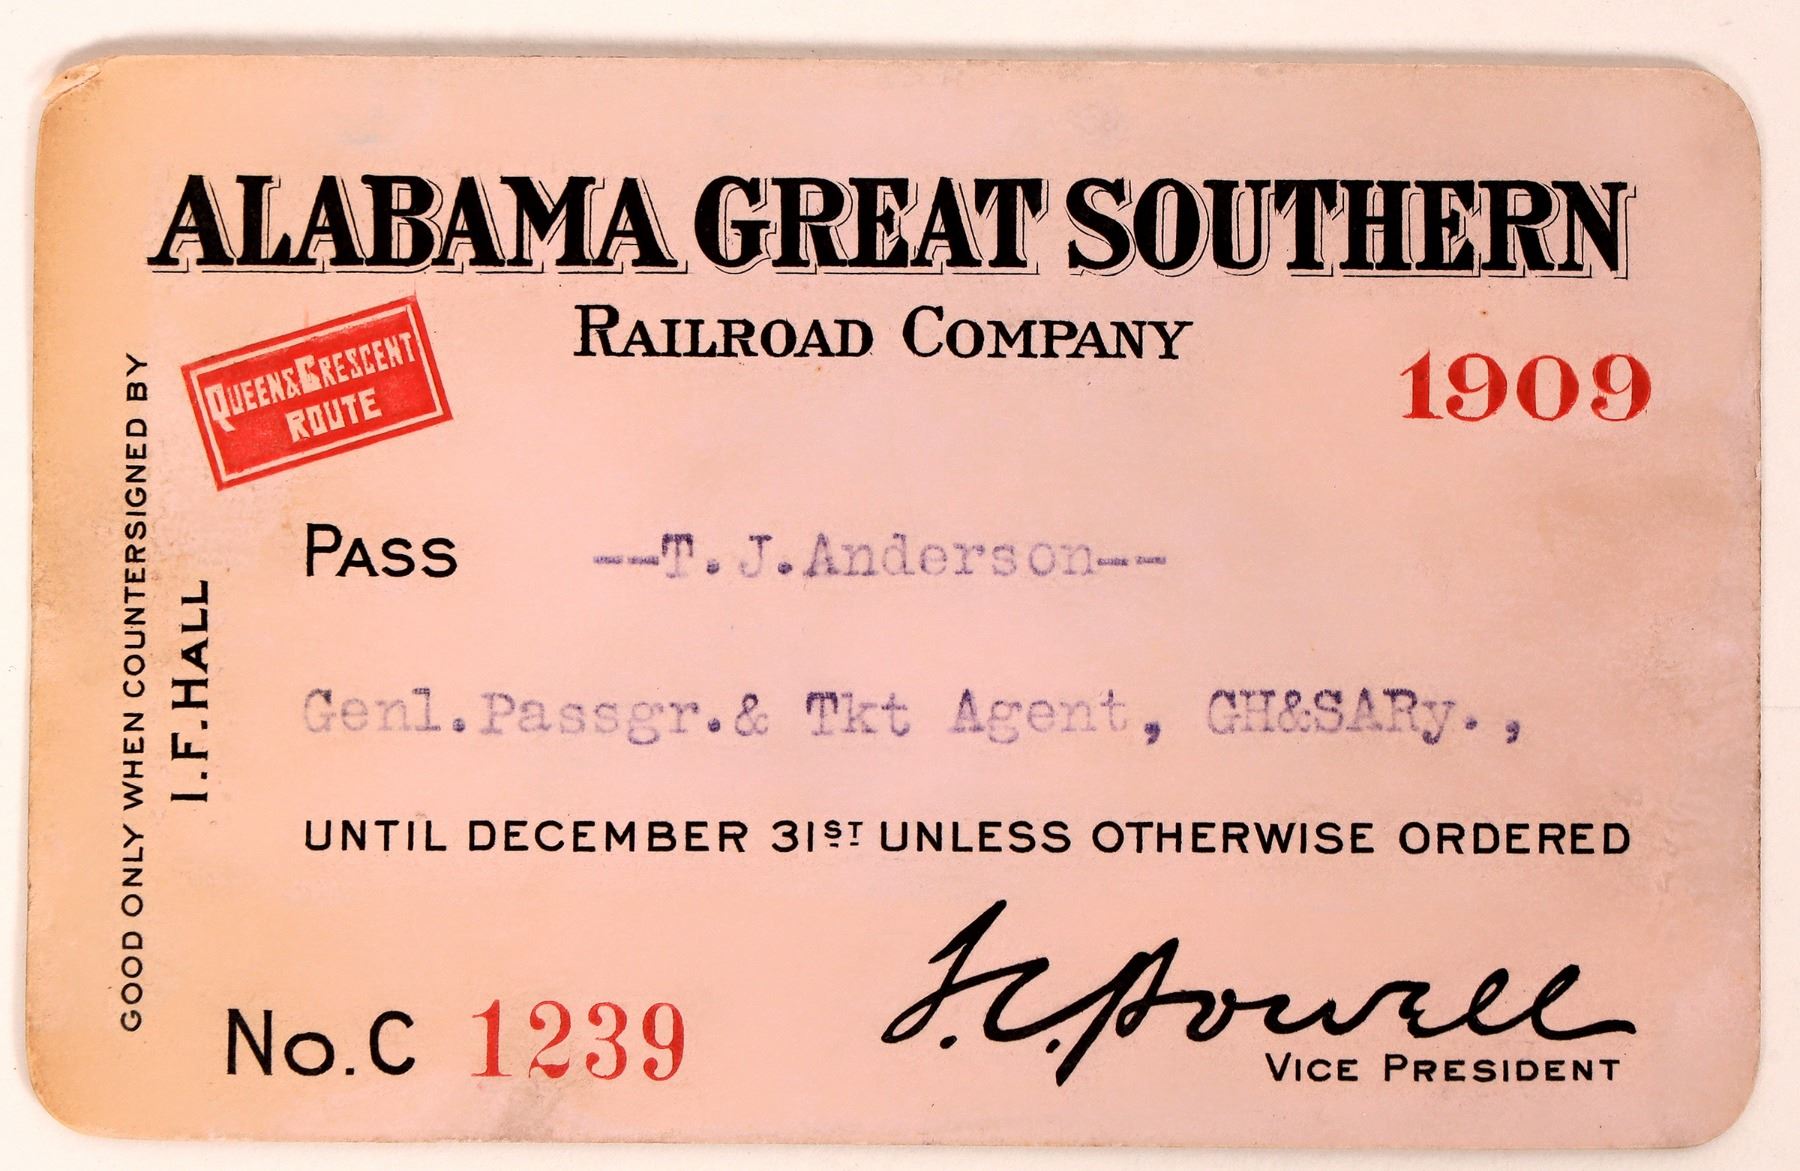 ALABAMA GREAT SOUTHERN
RAILROAD COMPANY
QUEEN & CRESCENT
ROUTE
1909
GOOD ONLY WHEN COUNTERSIGNED BY
I.F.HALL
PASS --T.J.Anderson--
Genl.Passgr.& Tkt Agent, GH&SARy.,
UNTIL DECEMBER 31ST UNLESS OTHERWISE ORDERED
No.C 1239
Powell
VICE PRESIDENT